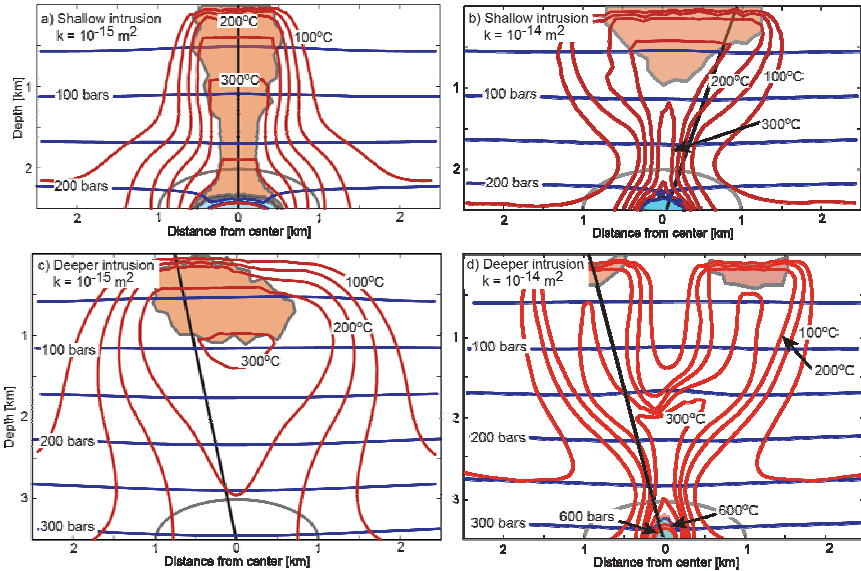 a) Shallow intrusion
k = 10⁻¹⁵ m²
200°C
100°C
300°C
100 bars
200 bars
Depth [km]
1
2
2 1 0 1 2
Distance from center [km]
b) Shallow intrusion
k = 10⁻¹⁴ m²
200°C
100°C
100 bars
300°C
200 bars
1
2
2 1 0 1 2
Distance from center [km]
c) Deeper intrusion
k = 10⁻¹⁵ m²
100°C
200°C
300°C
100 bars
200 bars
300 bars
Depth [km]
1
2
3
2 1 0 1 2
Distance from center [km]
d) Deeper intrusion
k = 10⁻¹⁴ m²
100°C
200°C
100 bars
300°C
200 bars
600°C
600 bars
300 bars
1
2
3
2 1 0 1 2
Distance from center [km]